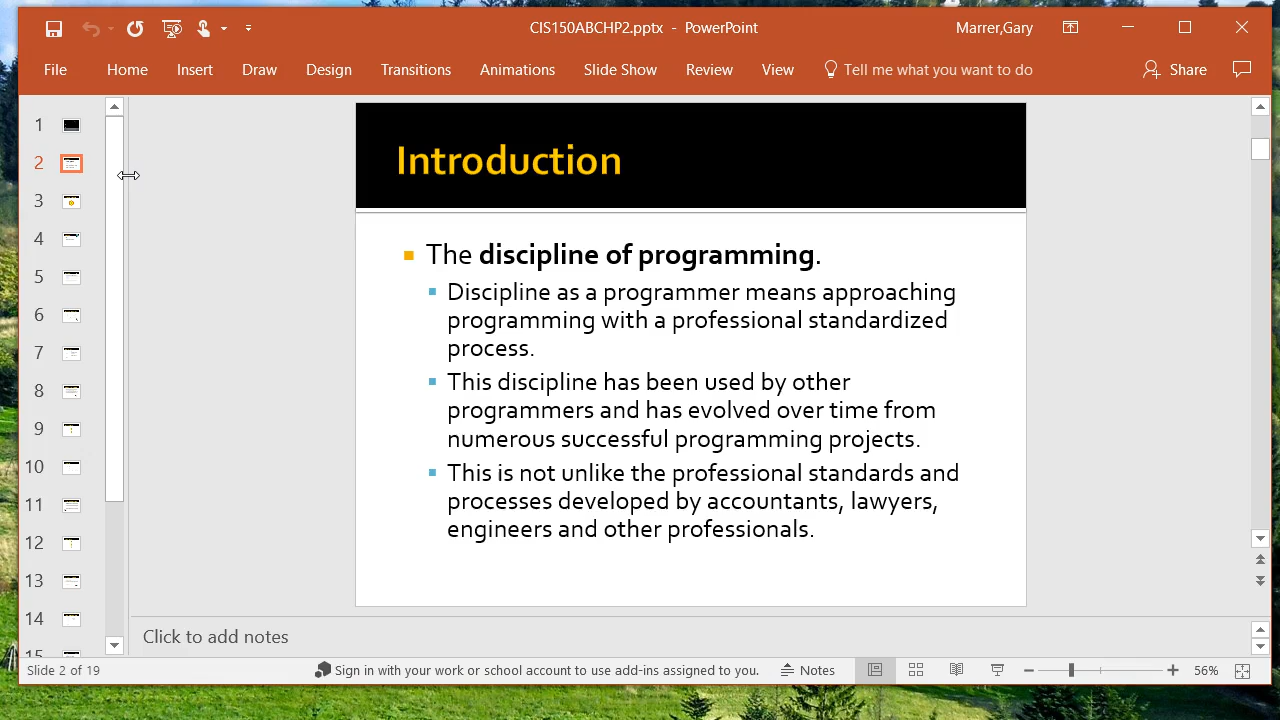 CIS150ABCHP2.pptx - PowerPoint
Marrer,Gary
File Home Insert Draw Design Transitions Animations Slide Show Review View Tell me what you want to do Share
1
2
3
4
5
6
7
8
9
10
11
12
13
14
15
Introduction
The discipline of programming.
Discipline as a programmer means approaching
programming with a professional standardized
process.
This discipline has been used by other
programmers and has evolved over time from
numerous successful programming projects.
This is not unlike the professional standards and
processes developed by accountants, lawyers,
engineers and other professionals.
Click to add notes
Slide 2 of 19 Sign in with your work or school account to use add-ins assigned to you. Notes 56%